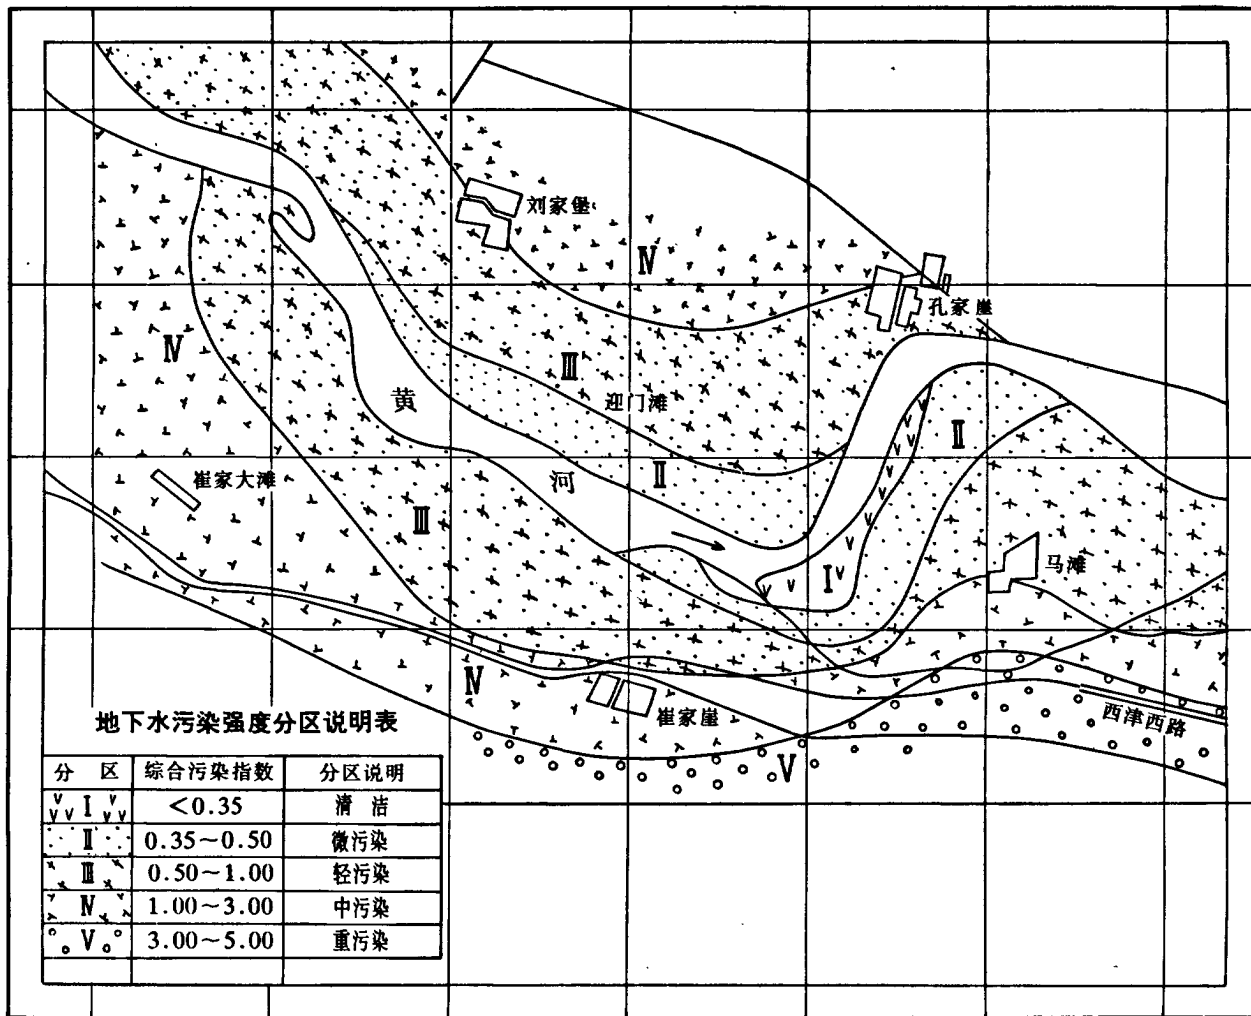 刘家堡
Ⅳ
孔家崖
Ⅳ
Ⅲ
黄
迎门滩
Ⅱ
崔家大滩
河
Ⅱ
Ⅲ
Ⅰ
马滩
Ⅳ
崔家崖
西津西路
Ⅴ
地下水污染强度分区说明表
分 区 综合污染指数 分区说明
Ⅰ <0.35 清 洁
Ⅱ 0.35~0.50 微污染
Ⅲ 0.50~1.00 轻污染
Ⅳ 1.00~3.00 中污染
Ⅴ 3.00~5.00 重污染